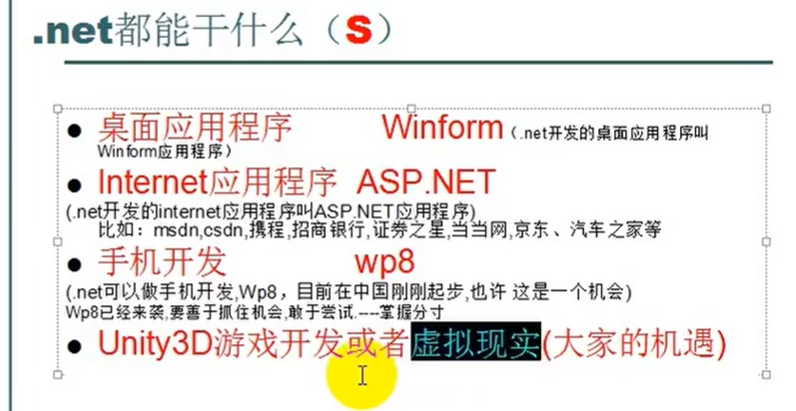 .net都能干什么（S）
● 桌面应用程序 Winform（.net开发的桌面应用程序叫
Winform应用程序）
● Internet应用程序 ASP.NET
(.net开发的internet应用程序叫ASP.NET应用程序)
比如：msdn,csdn,携程,招商银行,证券之星,当当网,京东、汽车之家等
● 手机开发 wp8
(.net可以做手机开发,Wp8，目前在中国刚刚起步,也许 这是一个机会)
Wp8已经来袭,要善于抓住机会,敢于尝试.----掌握分寸
● Unity3D游戏开发或者虚拟现实(大家的机遇)